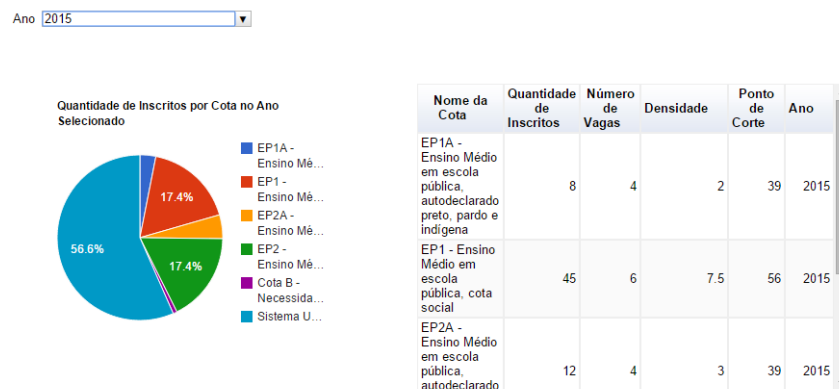 Ano 2015
Quantidade de Inscritos por Cota no Ano
Selecionado
EP1A -
Ensino Mé...
EP1 -
Ensino Mé...
EP2A -
Ensino Mé...
EP2 -
Ensino Mé...
Cota B -
Necessida...
Sistema U...
17.4%
56.6%
17.4%
Nome da
Cota
Quantidade
de
Inscritos
Número
de
Vagas
Densidade
Ponto
de
Corte
Ano
EP1A -
Ensino Médio
em escola
pública,
autodeclarado
preto, pardo e
indígena
8 4 2 39 2015
EP1 - Ensino
Médio em
escola
pública, cota
social
45 6 7.5 56 2015
EP2A -
Ensino Médio
em escola
pública,
autodeclarado
12 4 3 39 2015